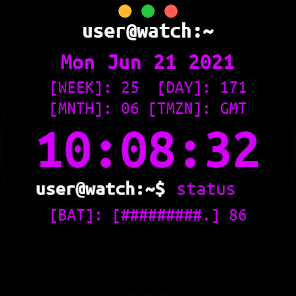 user@watch:~
Mon Jun 21 2021
[WEEK]: 25 [DAY]: 171
[MNTH]: 06 [TMZN]: GMT
10:08:32
user@watch:~$ status
[BAT]: [#########.] 86